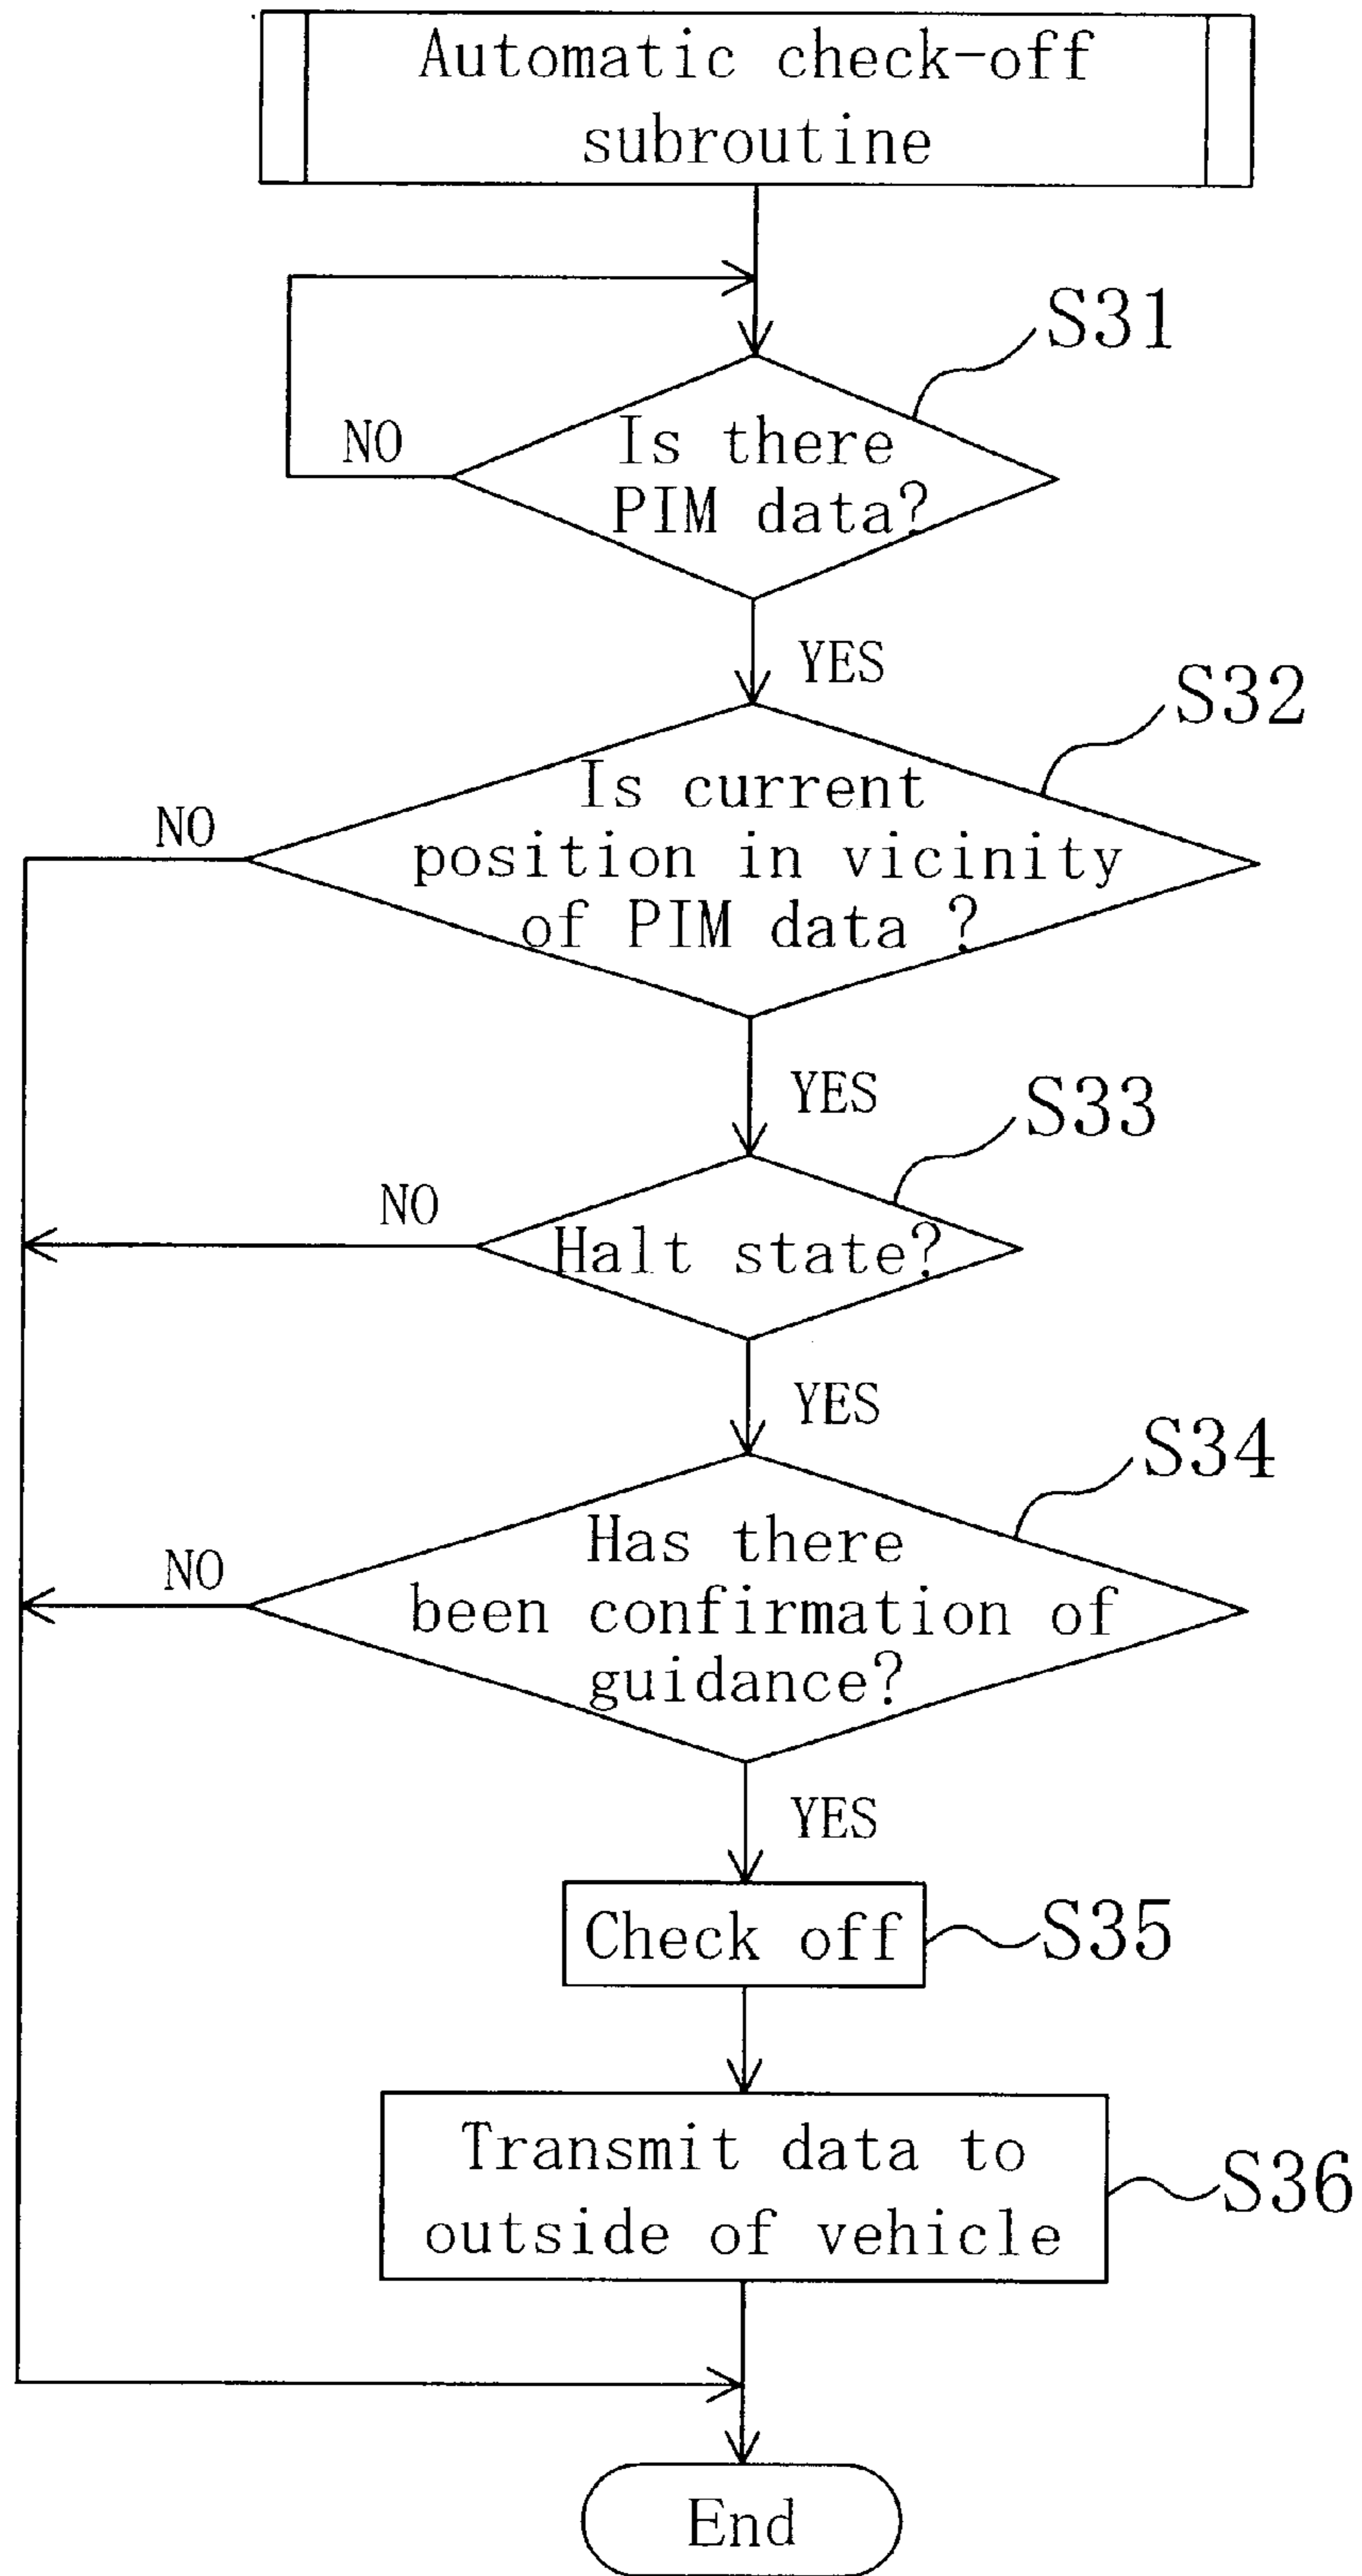 Automatic check-off
subroutine
S31
NO
Is there
PIM data?
YES
S32
NO
Is current
position in vicinity
of PIM data ?
YES
S33
NO
Halt state?
YES
S34
NO
Has there
been confirmation of
guidance?
YES
Check off
S35
Transmit data to
outside of vehicle
S36
End